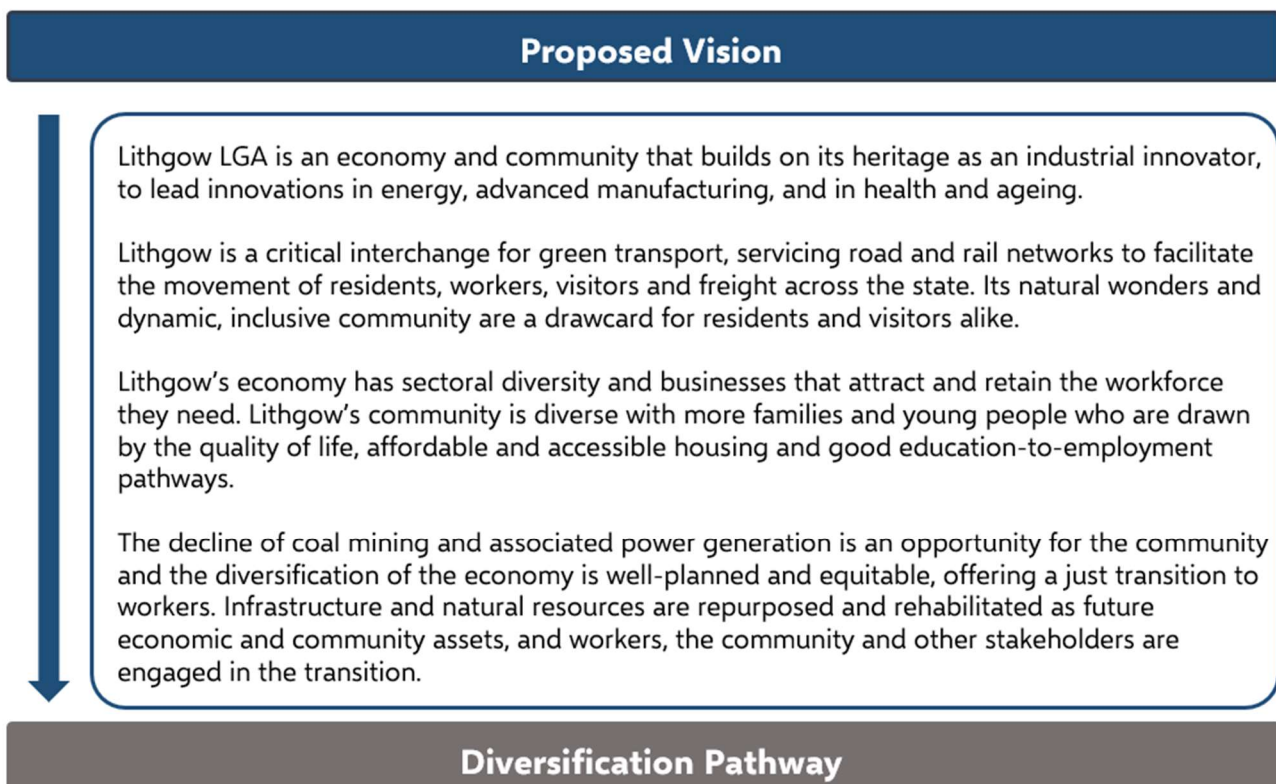 Proposed Vision
Lithgow LGA is an economy and community that builds on its heritage as an industrial innovator,
to lead innovations in energy, advanced manufacturing, and in health and ageing.
Lithgow is a critical interchange for green transport, servicing road and rail networks to facilitate
the movement of residents, workers, visitors and freight across the state. Its natural wonders and
dynamic, inclusive community are a drawcard for residents and visitors alike.
Lithgow’s economy has sectoral diversity and businesses that attract and retain the workforce
they need. Lithgow’s community is diverse with more families and young people who are drawn
by the quality of life, affordable and accessible housing and good education-to-employment
pathways.
The decline of coal mining and associated power generation is an opportunity for the community
and the diversification of the economy is well-planned and equitable, offering a just transition to
workers. Infrastructure and natural resources are repurposed and rehabilitated as future
economic and community assets, and workers, the community and other stakeholders are
engaged in the transition.
Diversification Pathway